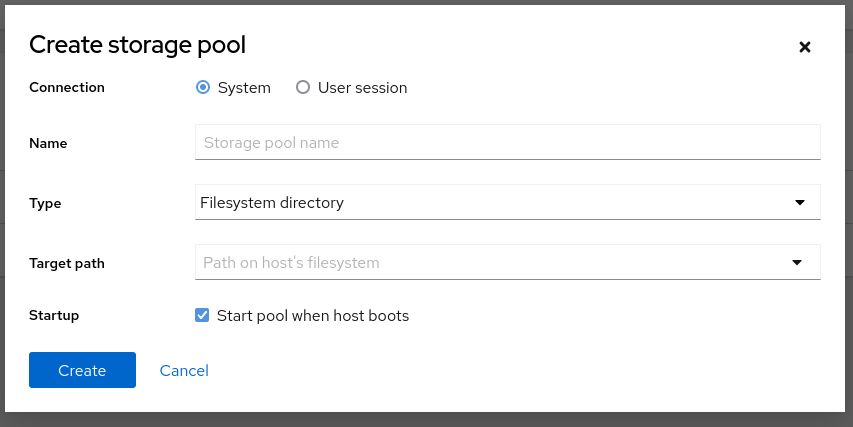 Create storage pool
Connection System User session
Name Storage pool name
Type Filesystem directory
Target path Path on host's filesystem
Startup Start pool when host boots
Create Cancel